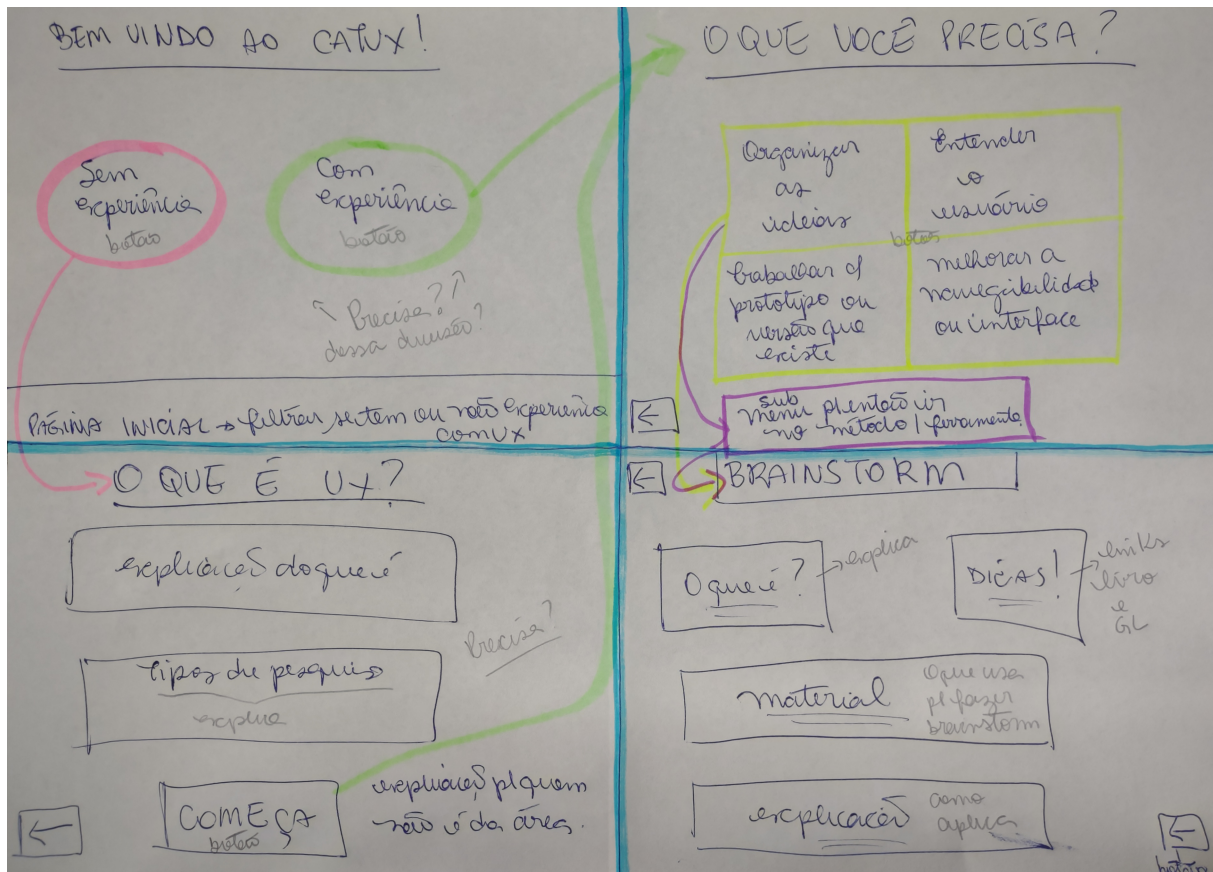 BEM VINDO AO CATUX!
Sem
experiência
botão
Com
experiência
botão
Precisa??
dessa divisão?
PÁGINA INICIAL → filtrar se tem ou não experiência
com UX
O QUE VOCÊ PRECISA?
Organizar
as
ideias
Entender
o
usuário
botões
trabalhar c/
protótipo ou
versão que
existe
melhorar a
navegabilidade
ou interface
←
sub
menu p/ então ir
no método / ferramenta
O QUE É UX?
explicação do que é
tipos de pesquisa
explica
Precisa?
COMEÇA
botão
explicação p/ quem
não é da área.
←
←
BRAINSTORM
O que é?
→ explica
DICAS!
→ links
livro
e
GL
material
O que usa
p/ fazer
brainstorm
explicação
como
aplica
←
botão